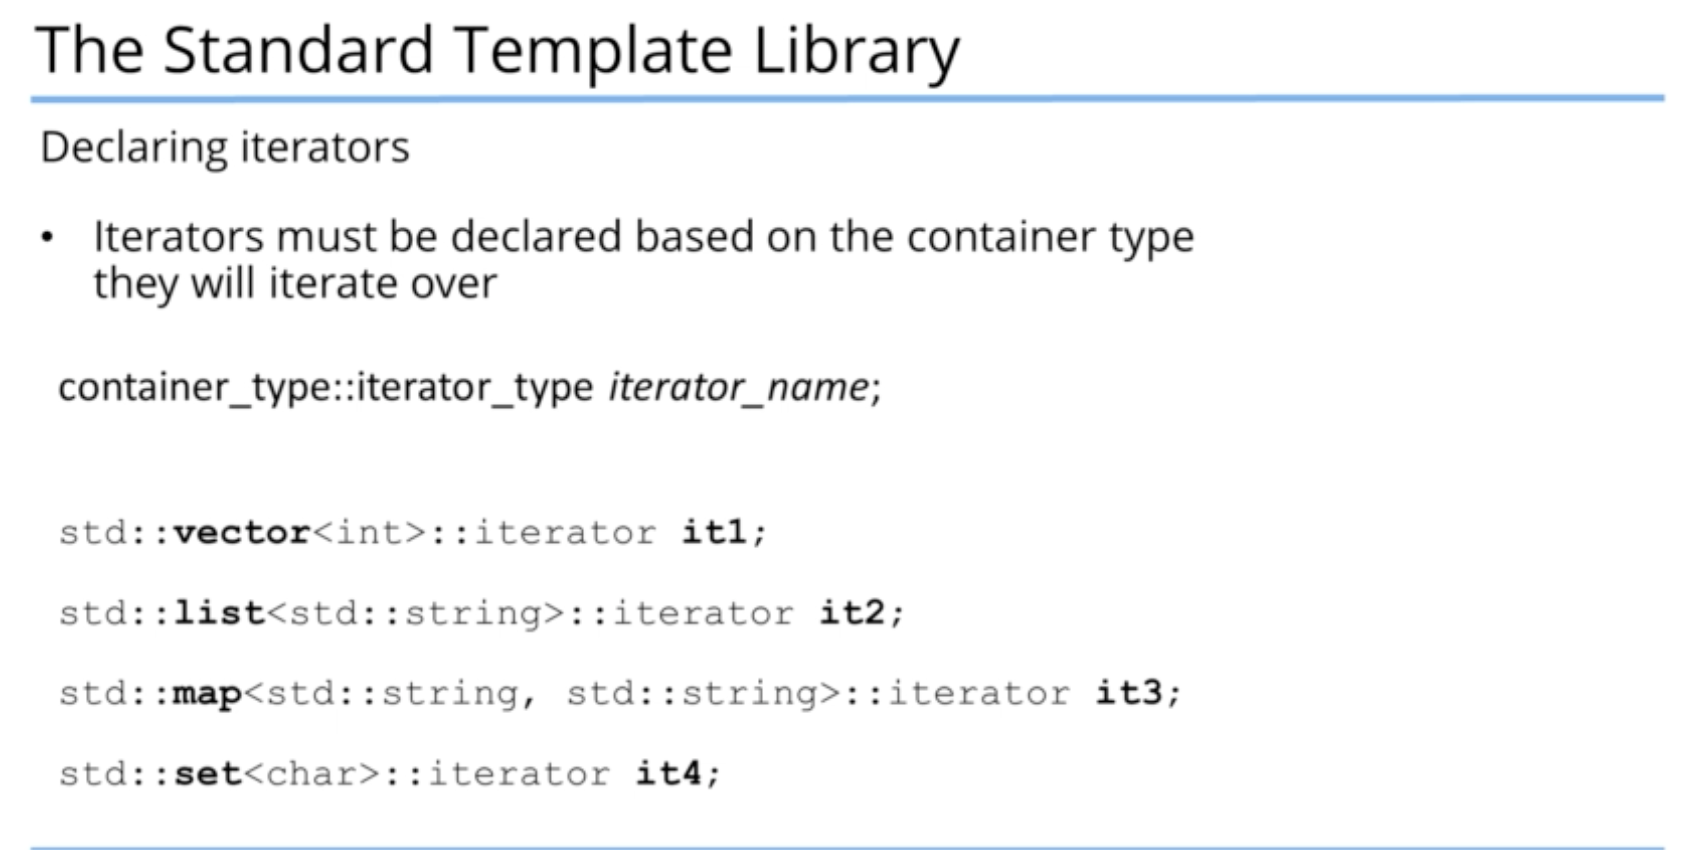 The Standard Template Library
Declaring iterators
• Iterators must be declared based on the container type
they will iterate over
container_type::iterator_type iterator_name;
std::vector<int>::iterator it1;
std::list<std::string>::iterator it2;
std::map<std::string, std::string>::iterator it3;
std::set<char>::iterator it4;